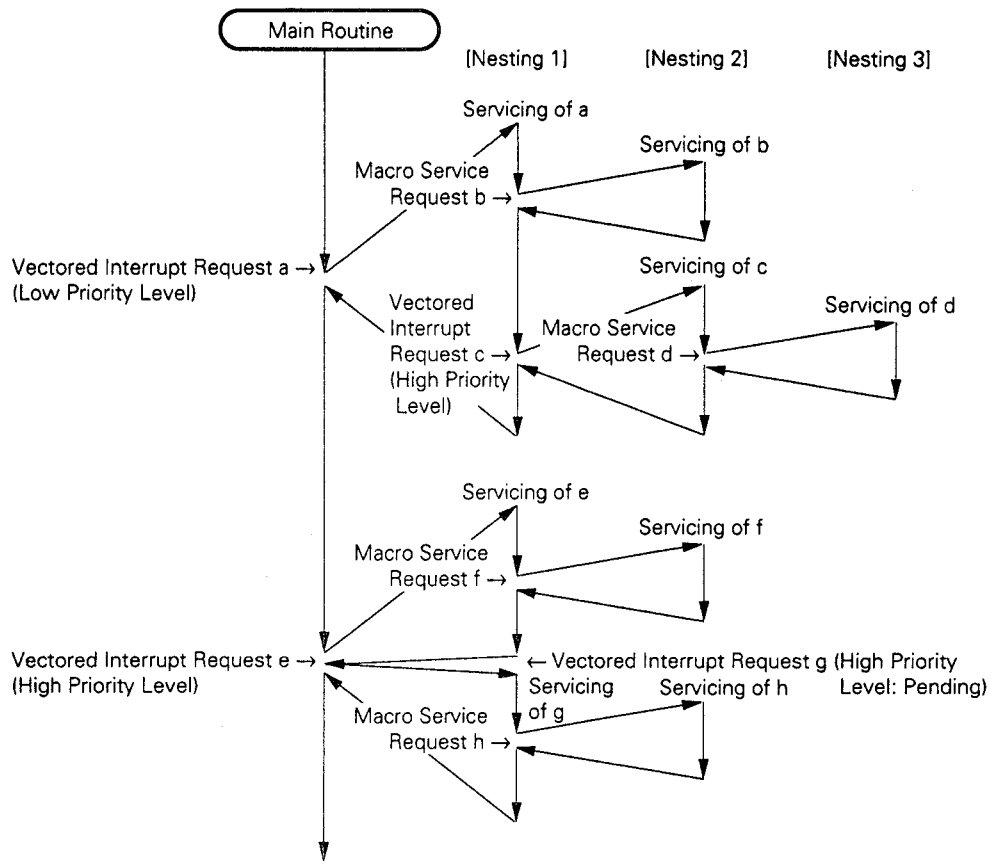 Main Routine
[Nesting 1] [Nesting 2] [Nesting 3]
Servicing of a
Servicing of b
Macro Service
Request b →
Vectored Interrupt Request a →
(Low Priority Level)
Servicing of c
Vectored
Interrupt
Request c →
(High Priority
Level)
Macro Service
Request d →
Servicing of d
Servicing of e
Servicing of f
Macro Service
Request f →
Vectored Interrupt Request e →
(High Priority Level)
← Vectored Interrupt Request g (High Priority
Level: Pending)
Servicing
of g
Servicing of h
Macro Service
Request h →